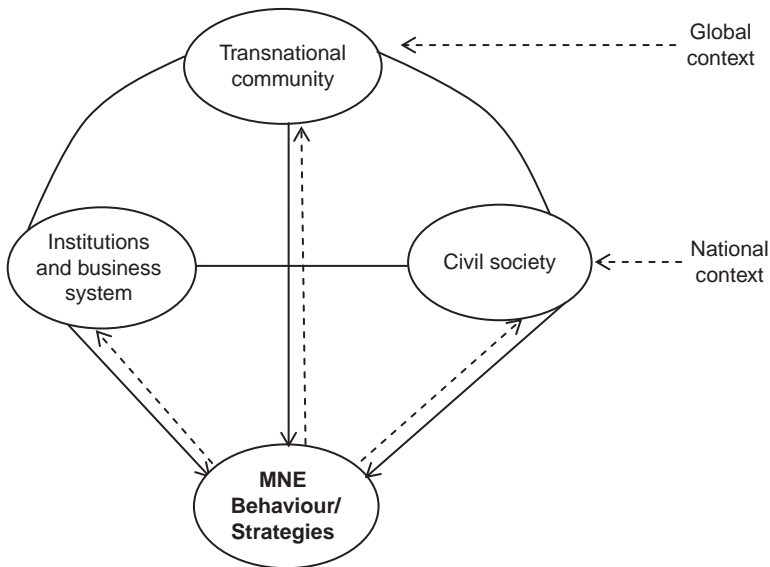 Transnational
community
Global
context
Institutions
and business
system
Civil society
National
context
MNE
Behaviour/
Strategies